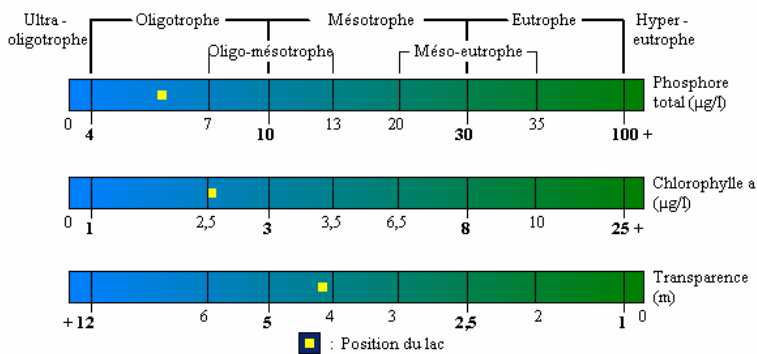 Ultra-
oligotrophe
Oligotrophe
Mésotrophe
Eutrophe
Hyper-
eutrophe
Oligo-mésotrophe
Méso-eutrophe
Phosphore
total (µg/l)
0 4 7 10 13 20 30 35 100 +
Chlorophylle a
(µg/l)
0 1 2,5 3 3,5 6,5 8 10 25 +
Transparence
(m)
+ 12 6 5 4 3 2,5 2 1 0
: Position du lac